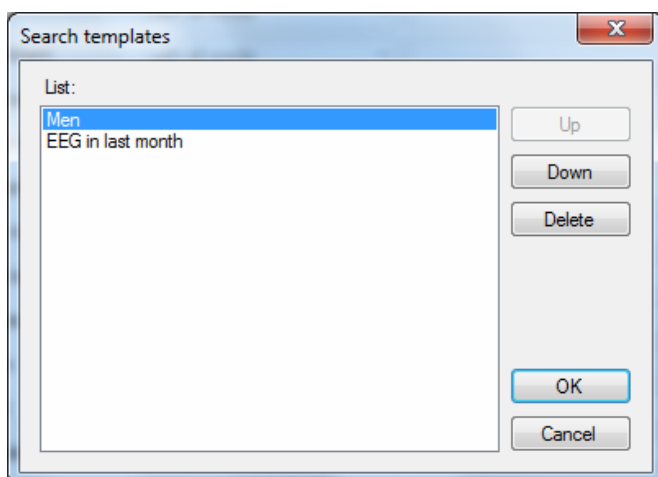 Search templates
List:
Men
EEG in last month
Up
Down
Delete
OK
Cancel